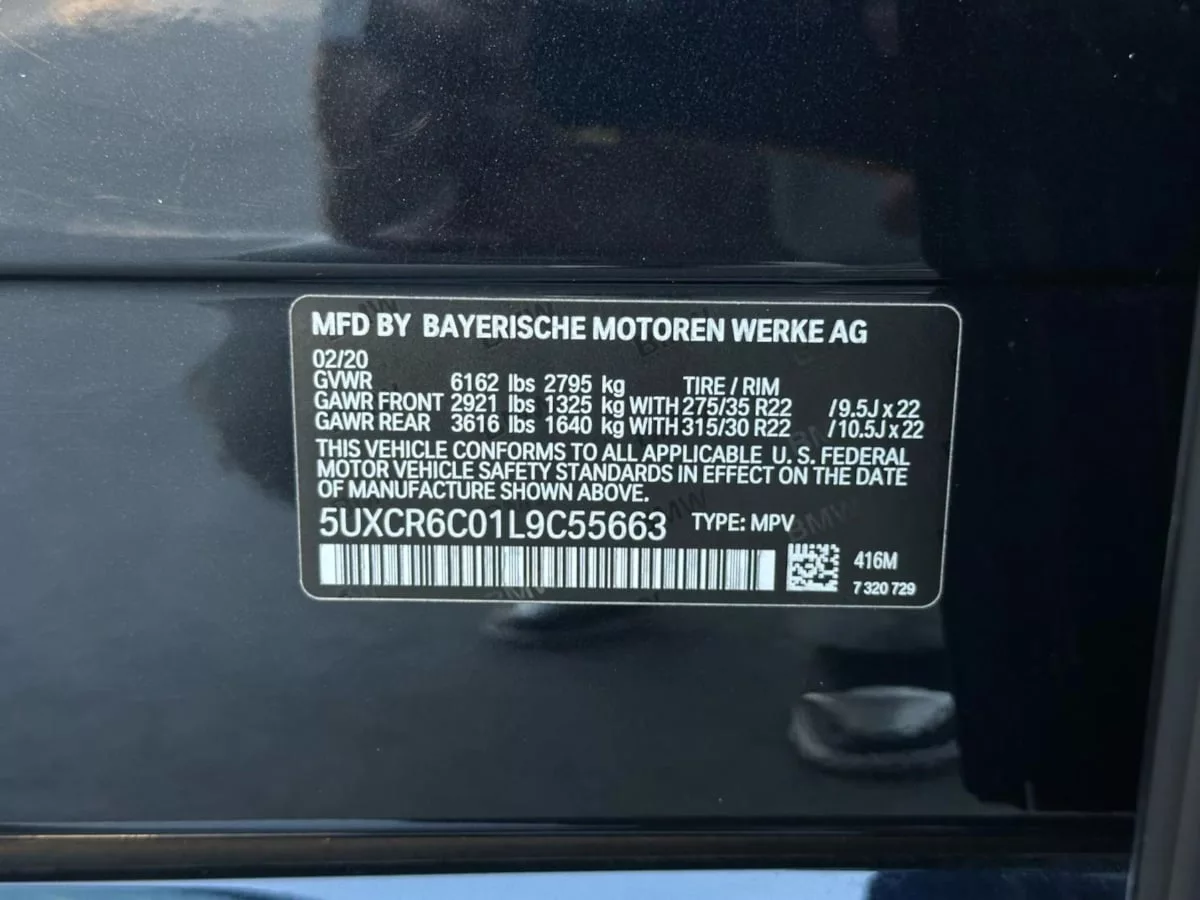 MFD BY BAYERISCHE MOTOREN WERKE AG
02/20
GVWR 6162 lbs 2795 kg TIRE / RIM
GAWR FRONT 2921 lbs 1325 kg WITH 275/35 R22 / 9.5J x 22
GAWR REAR 3616 lbs 1640 kg WITH 315/30 R22 / 10.5J x 22
THIS VEHICLE CONFORMS TO ALL APPLICABLE U. S. FEDERAL
MOTOR VEHICLE SAFETY STANDARDS IN EFFECT ON THE DATE
OF MANUFACTURE SHOWN ABOVE.
5UXCR6C01L9C55663 TYPE: MPV
416M
7 320 729